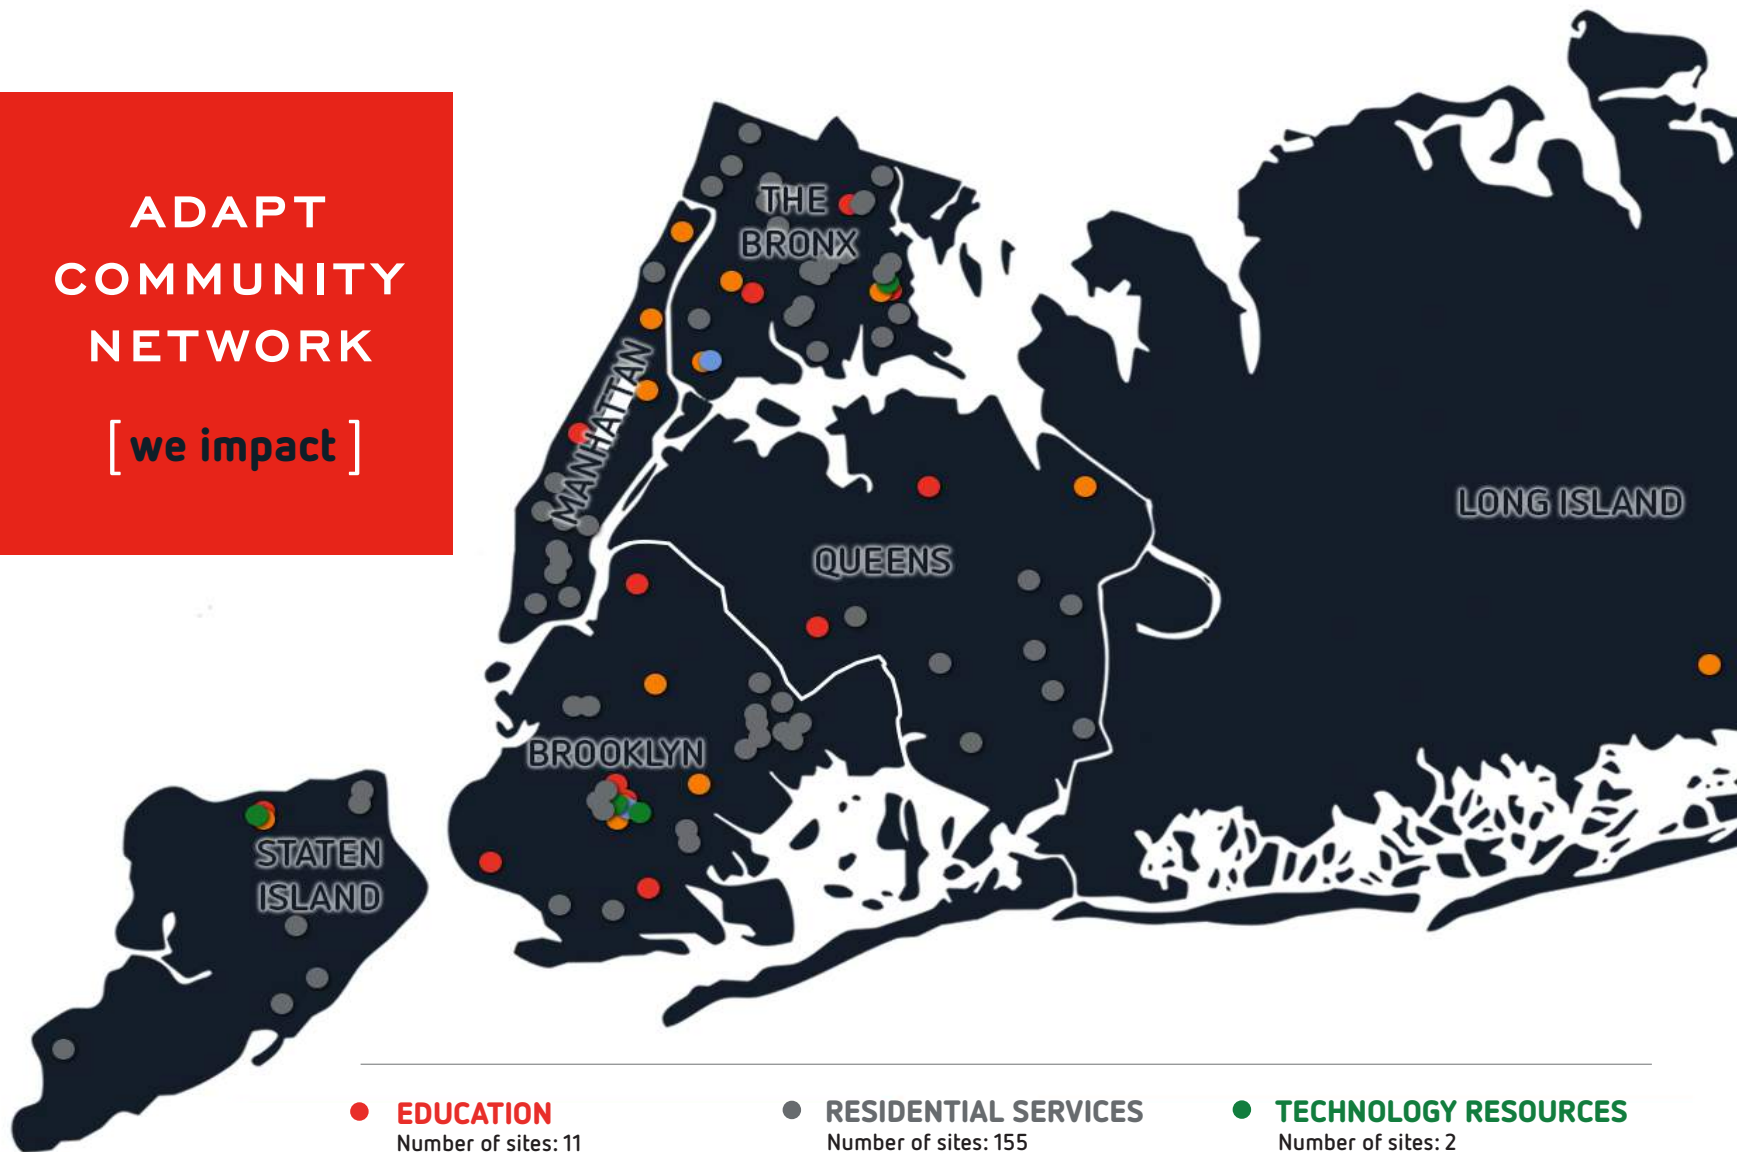 ADAPT
COMMUNITY
NETWORK
[ we impact ]
THE
BRONX
MANHATTAN
LONG ISLAND
QUEENS
BROOKLYN
STATEN
ISLAND
EDUCATION
Number of sites: 11
RESIDENTIAL SERVICES
Number of sites: 155
TECHNOLOGY RESOURCES
Number of sites: 2